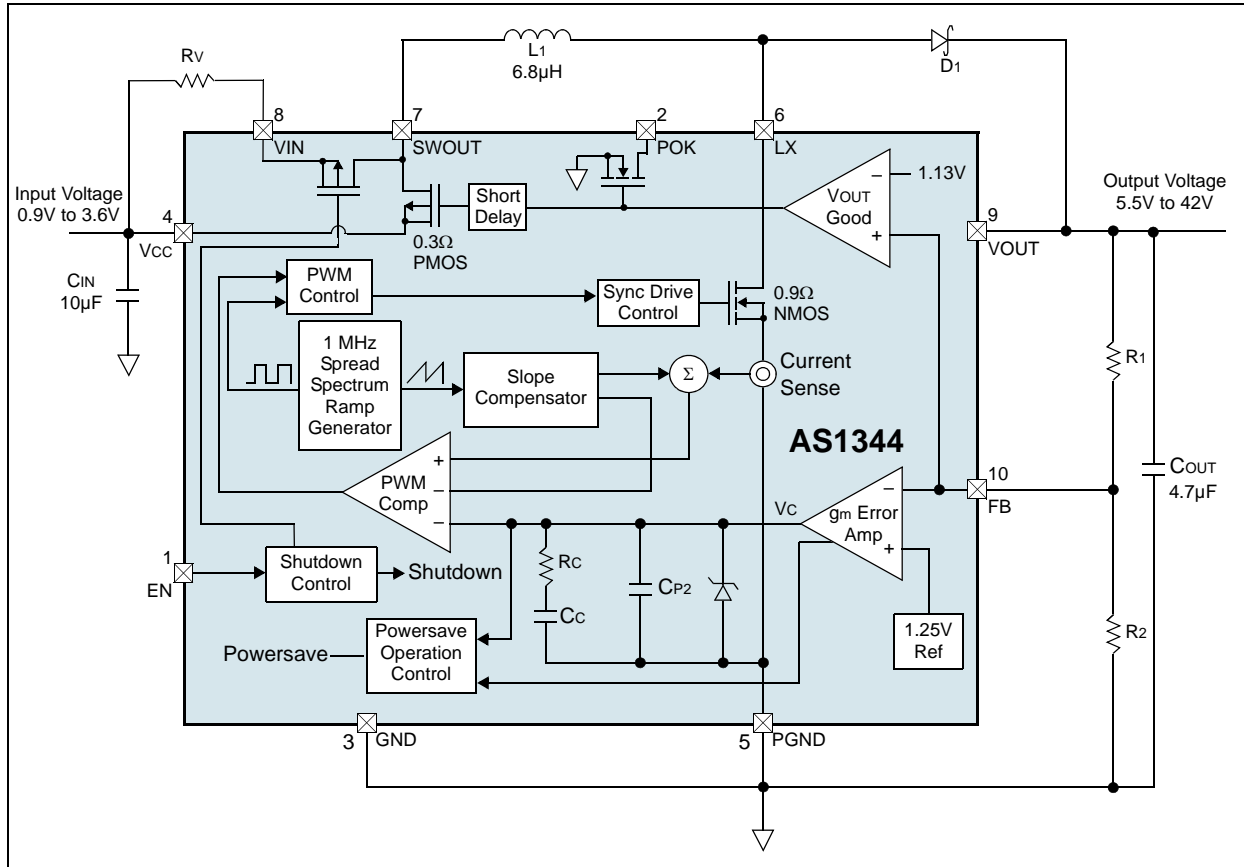 L1
6.8µH
D1
RV
8
VIN
7
SWOUT
2
POK
6
LX
Input Voltage
0.9V to 3.6V
4
VCC
CIN
10µF
0.3Ω
PMOS
Short
Delay
VOUT
Good
−
+
1.13V
Output Voltage
5.5V to 42V
9
VOUT
PWM
Control
Sync Drive
Control
0.9Ω
NMOS
1 MHz
Spread
Spectrum
Ramp
Generator
Slope
Compensator
Σ
Current
Sense
R1
AS1344
COUT
4.7µF
PWM
Comp
+
−
−
VC
gm Error
Amp
−
+
10
FB
1
EN
Shutdown
Control
Shutdown
RC
CC
CP2
1.25V
Ref
R2
Powersave
Powersave
Operation
Control
3
GND
5
PGND